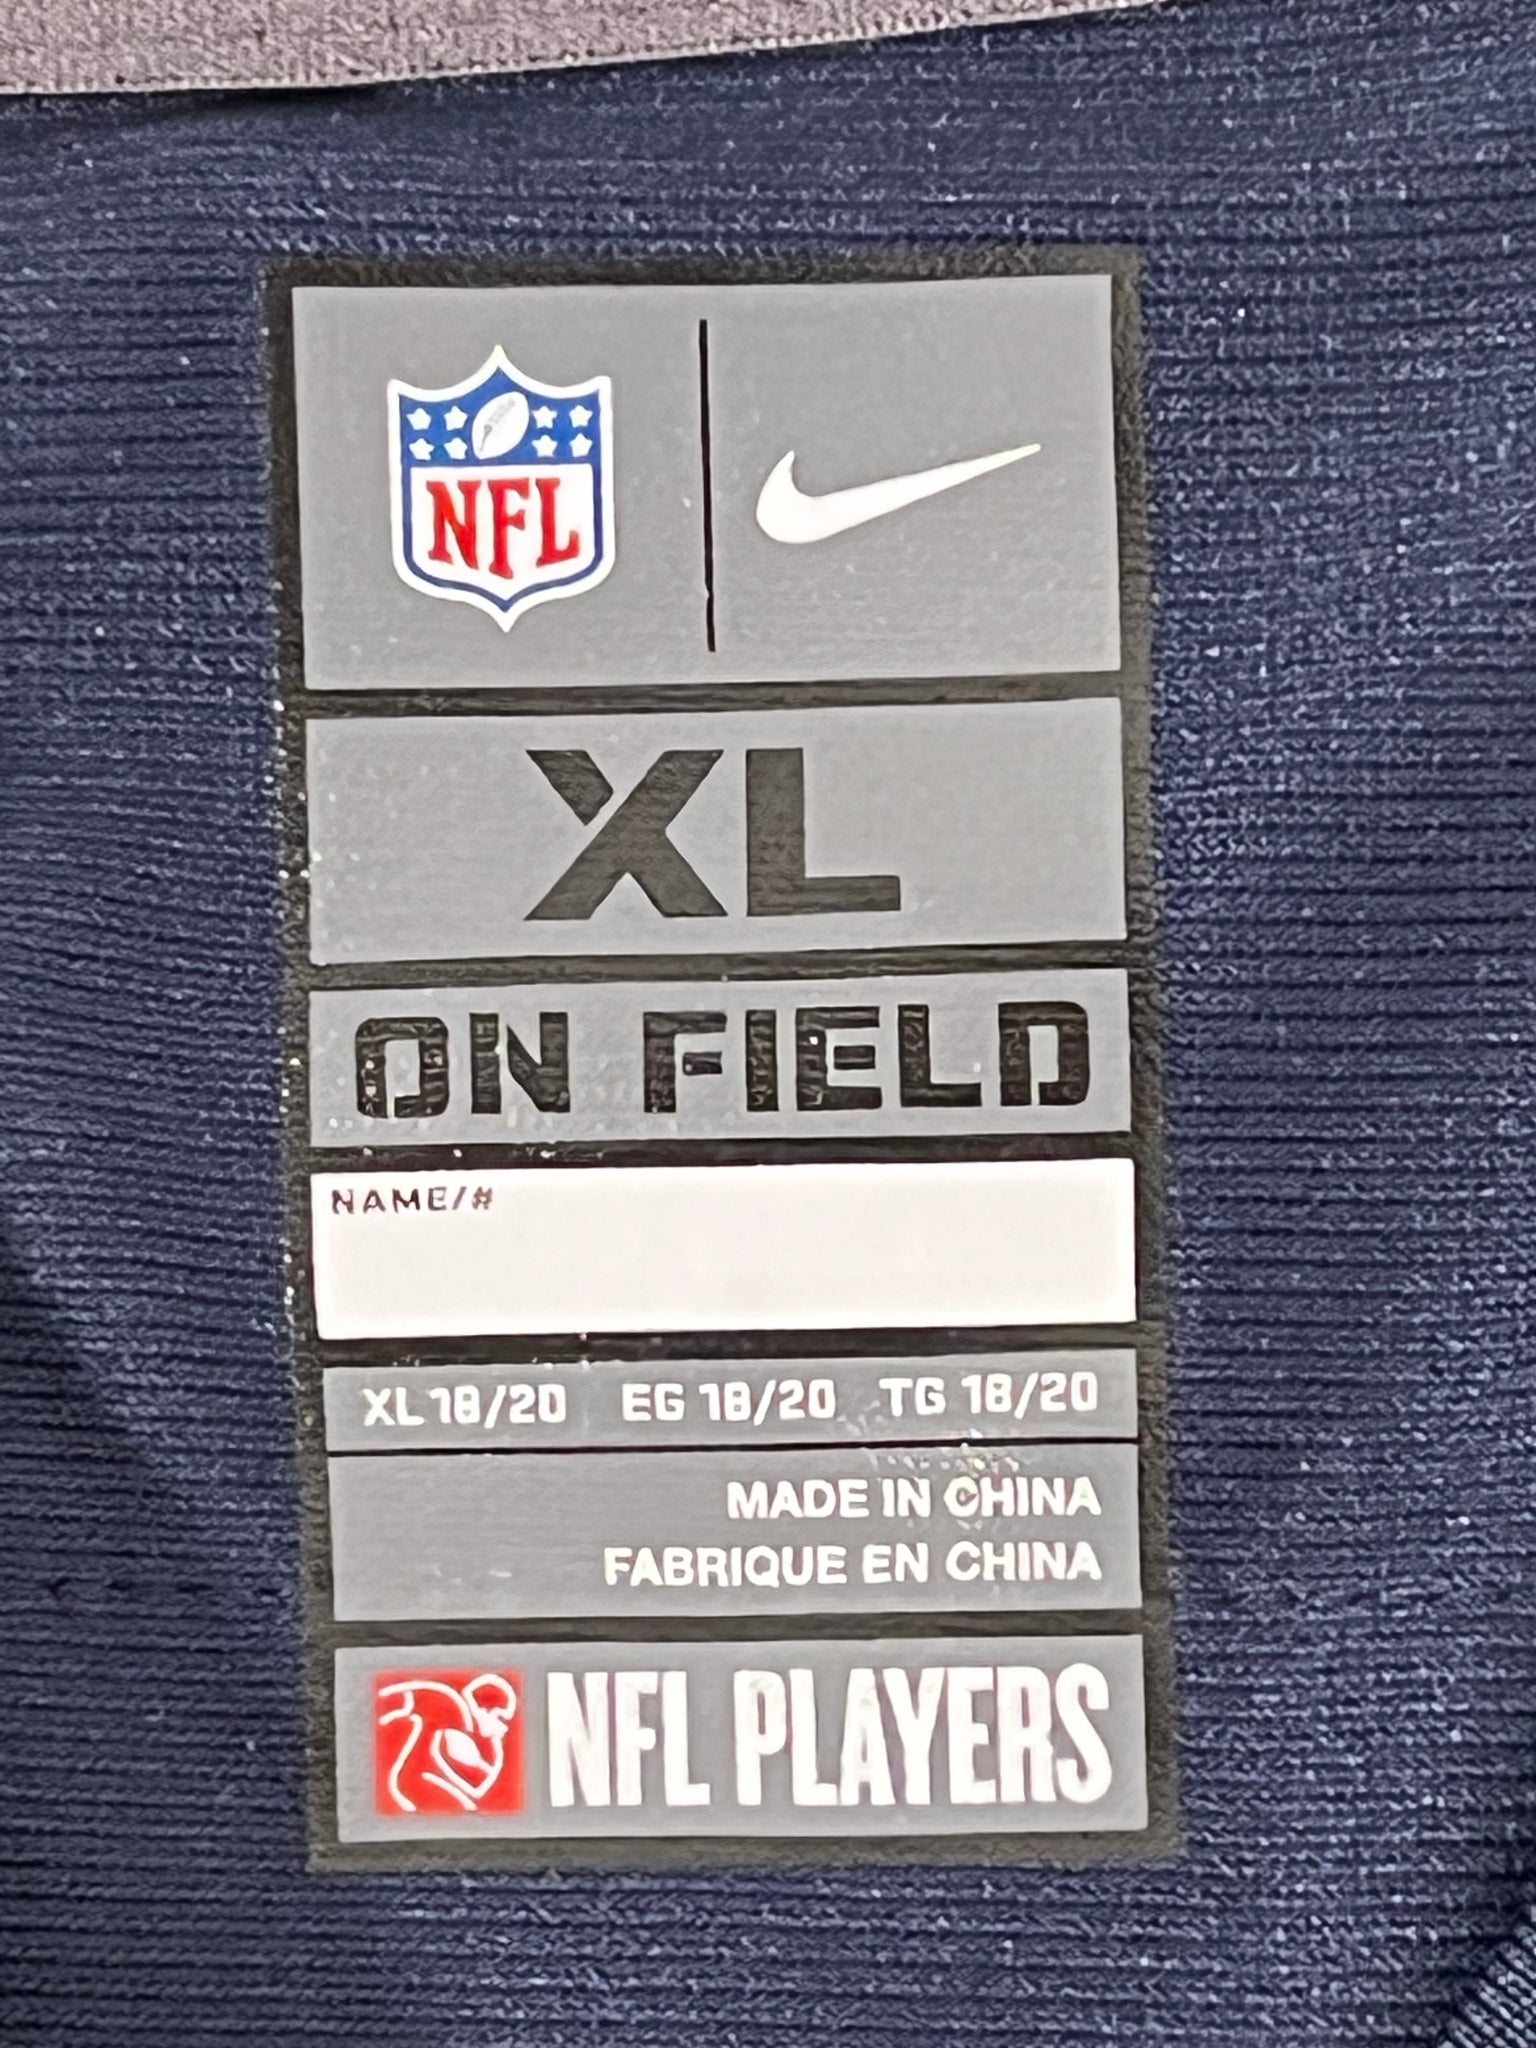 NFL
XL
ON FIELD
NAME/#
XL 18/20 EG 18/20 TG 18/20
MADE IN CHINA
FABRIQUE EN CHINA
NFL PLAYERS